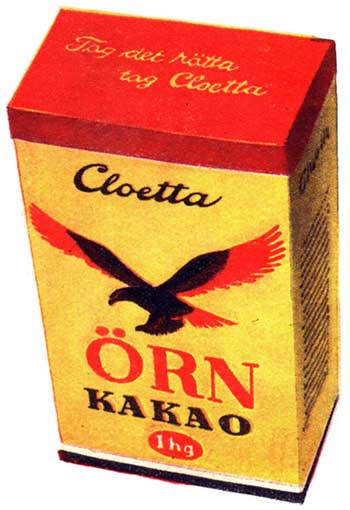 Tag det rätta
tag Cloetta
Cloetta
ÖRN
KAKAO
1 hg